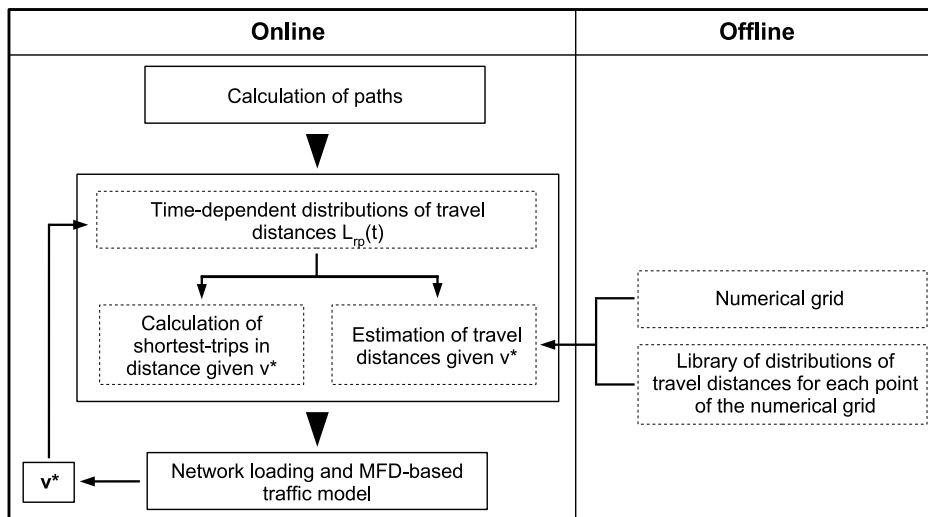 Online
Offline
Calculation of paths
Time-dependent distributions of travel
distances L_rp(t)
Calculation of
shortest-trips in
distance given v*
Estimation of travel
distances given v*
Numerical grid
Library of distributions of
travel distances for each point
of the numerical grid
Network loading and MFD-based
traffic model
v*